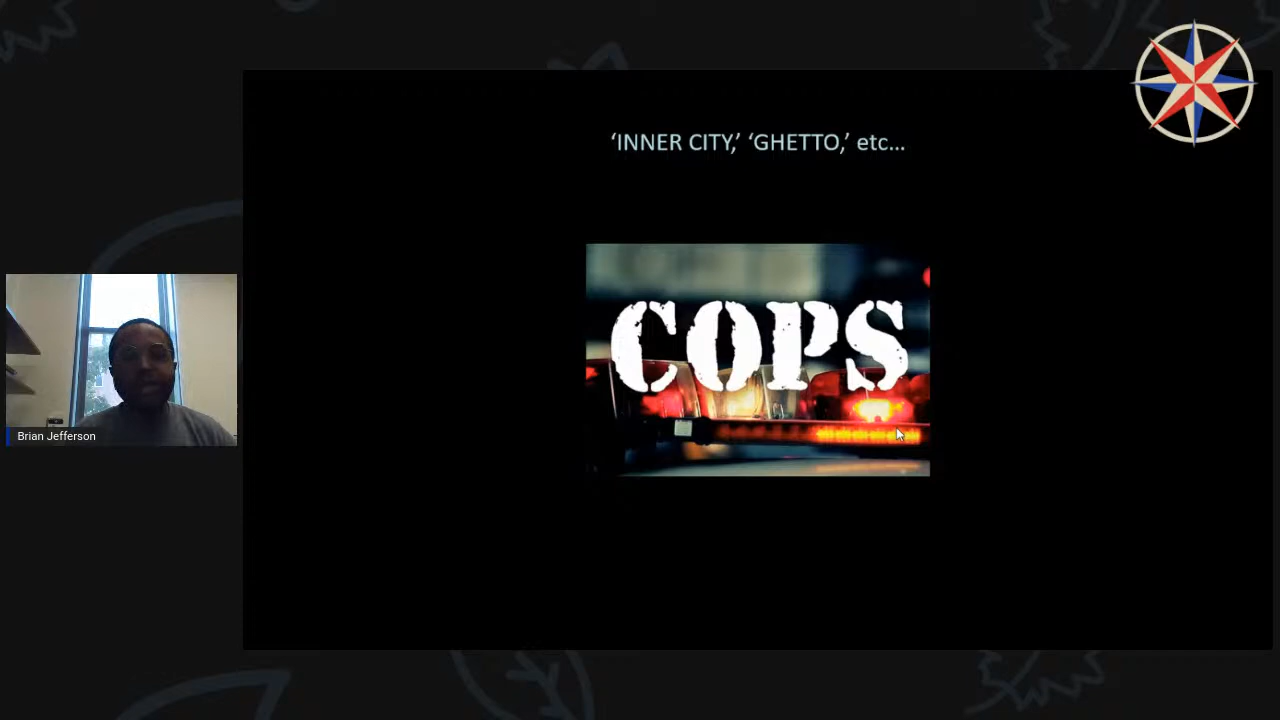 ‘INNER CITY,’ ‘GHETTO,’ etc…
COPS
Brian Jefferson